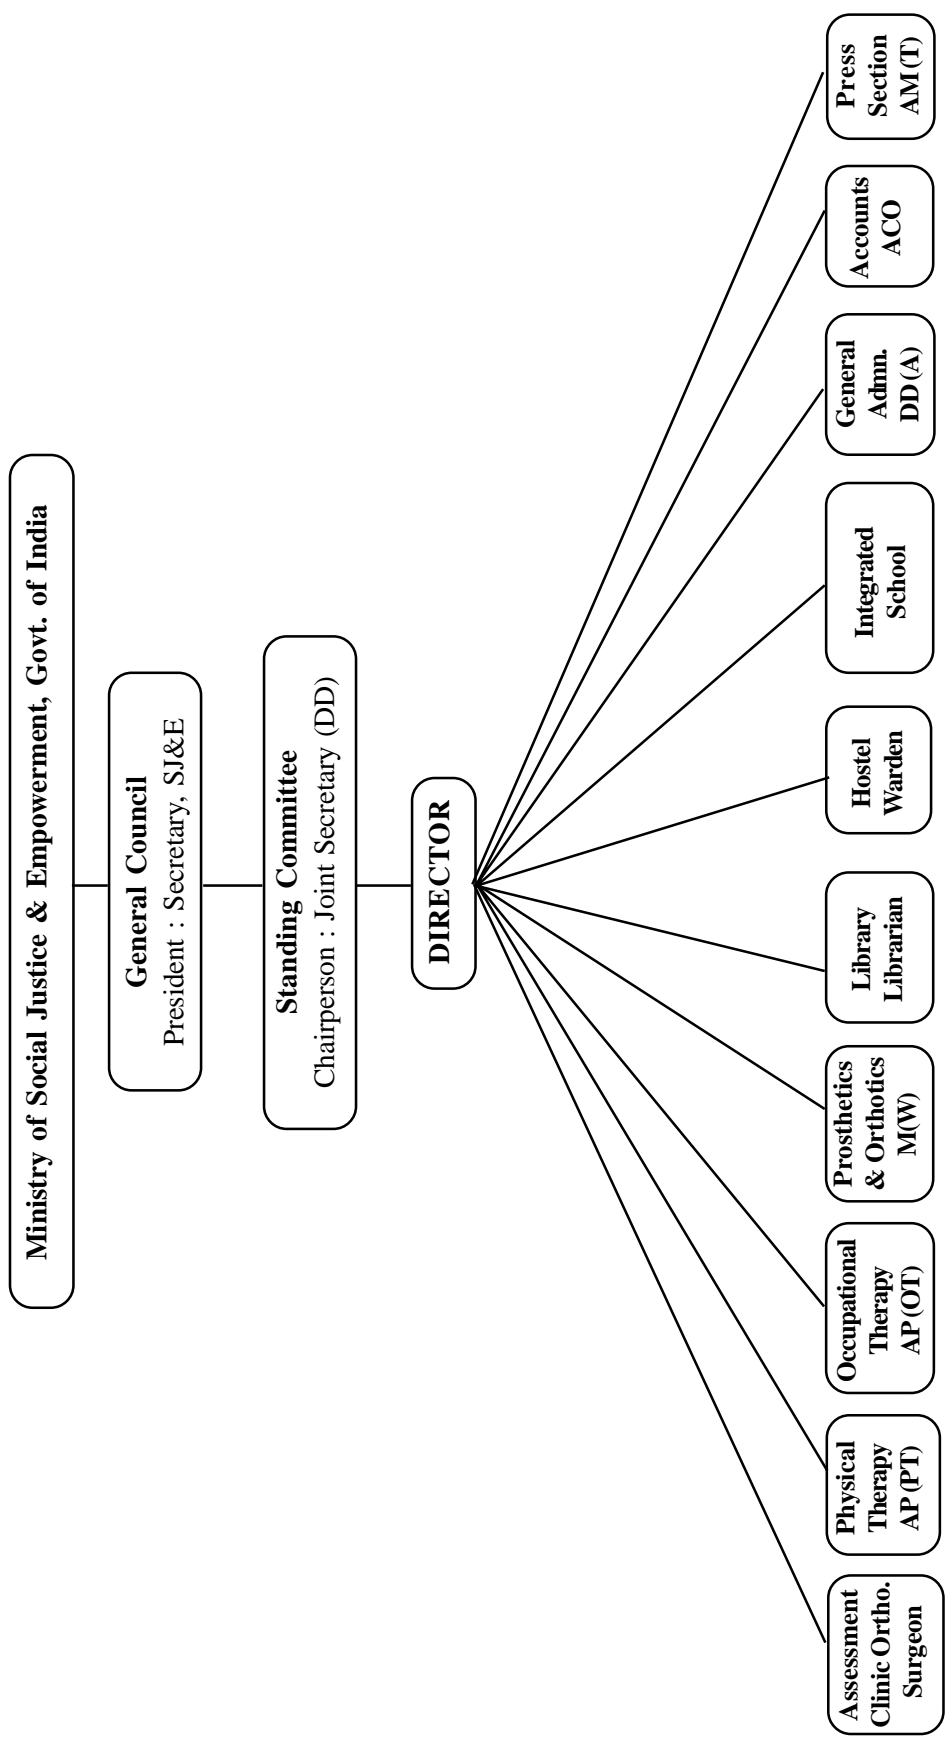 Ministry of Social Justice & Empowerment, Govt. of India
General Council
President : Secretary, SJ&E
Standing Committee
Chairperson : Joint Secretary (DD)
DIRECTOR
Assessment
Clinic Ortho.
Surgeon
Physical
Therapy
AP (PT)
Occupational
Therapy
AP (OT)
Prosthetics
& Orthotics
M(W)
Library
Librarian
Hostel
Warden
Integrated
School
General
Admn.
DD (A)
Accounts
ACO
Press
Section
AM (T)